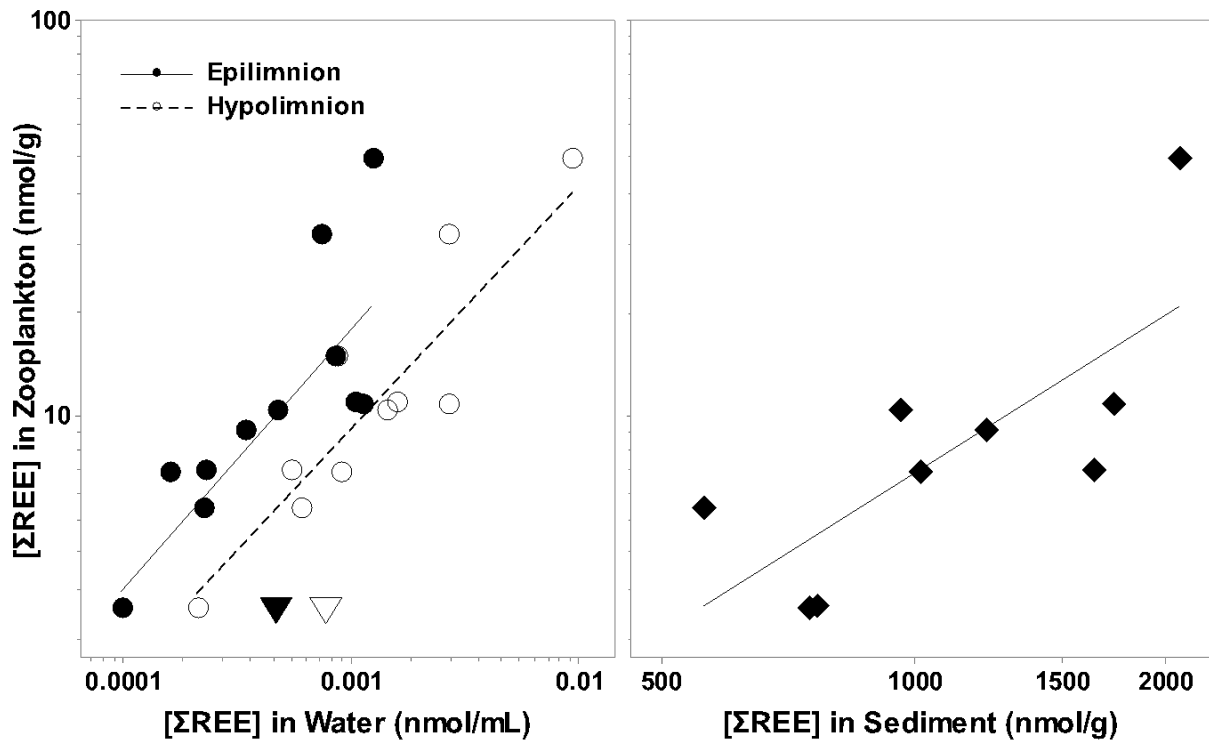 100
Epilimnion
Hypolimnion
[ΣREE] in Zooplankton (nmol/g)
10
0.0001 0.001 0.01
500 1000 1500 2000
[ΣREE] in Water (nmol/mL)
[ΣREE] in Sediment (nmol/g)